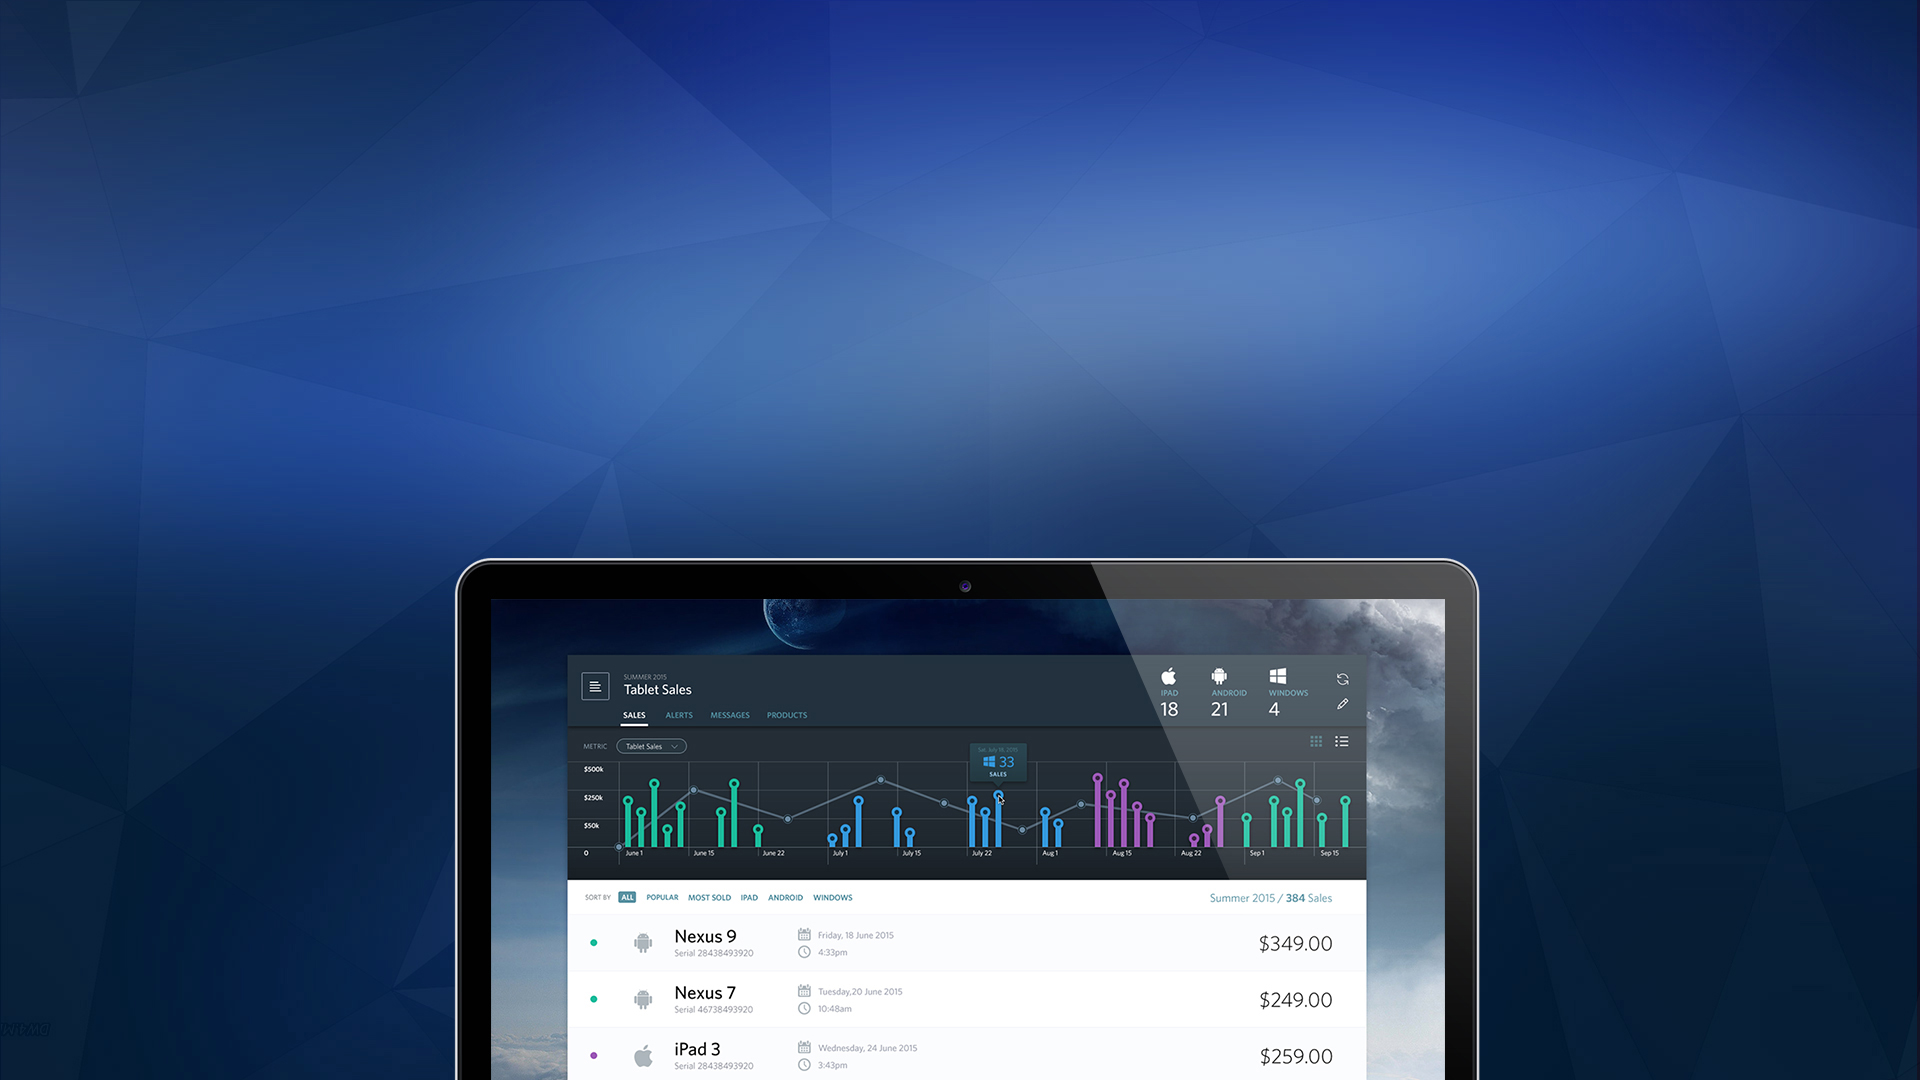 SUMMER 2015
Tablet Sales
SALES ALERTS MESSAGES PRODUCTS
IPAD ANDROID WINDOWS
18 21 4
METRIC Tablet Sales
Sat, July 18, 2015
33
SALES
$500k
$250k
$50k
0
June 1 June 15 June 22 July 1 July 15 July 22 Aug 1 Aug 15 Aug 22 Sep 1 Sep 15
SORT BY ALL POPULAR MOST SOLD IPAD ANDROID WINDOWS Summer 2015 / 384 Sales
Nexus 9 Friday, 18 June 2015 $349.00
Serial 28438493920 4:33pm
Nexus 7 Tuesday,20 June 2015 $249.00
Serial 46738493920 10:48am
iPad 3 Wednesday, 24 June 2015 $259.00
Serial 28438493920 3:43pm